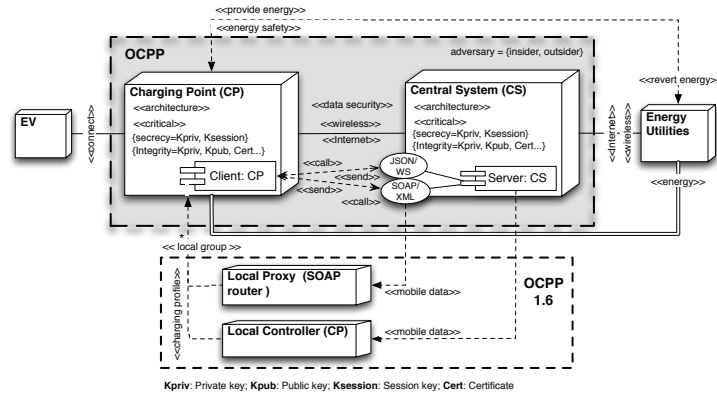 <<provide energy>>
<<energy safety>>
OCPP
adversary = {insider, outsider}
<<revert energy>>
Charging Point (CP)
<<architecture>>
<<critical>>
{secrecy=Kpriv, Ksession}
{Integrity=Kpriv, Kpub, Cert...}
Client: CP
<<data security>>
<<wireless>>
<<Internet>>
Central System (CS)
<<architecture>>
<<critical>>
{secrecy=Kpriv, Ksession}
{Integrity=Kpriv, Kpub, Cert...}
Server: CS
EV
<<connect>>
<<Internet>>
<<wireless>>
Energy
Utilities
<<energy>>
<<call>>
<<send>>
<<send>>
<<call>>
JSON/
WS
SOAP/
XML
*
<< local group >>
<<charging profile>>
Local Proxy (SOAP
router )
<<mobile data>>
OCPP
1.6
Local Controller (CP)
<<mobile data>>
Kpriv: Private key; Kpub: Public key; Ksession: Session key; Cert: Certificate